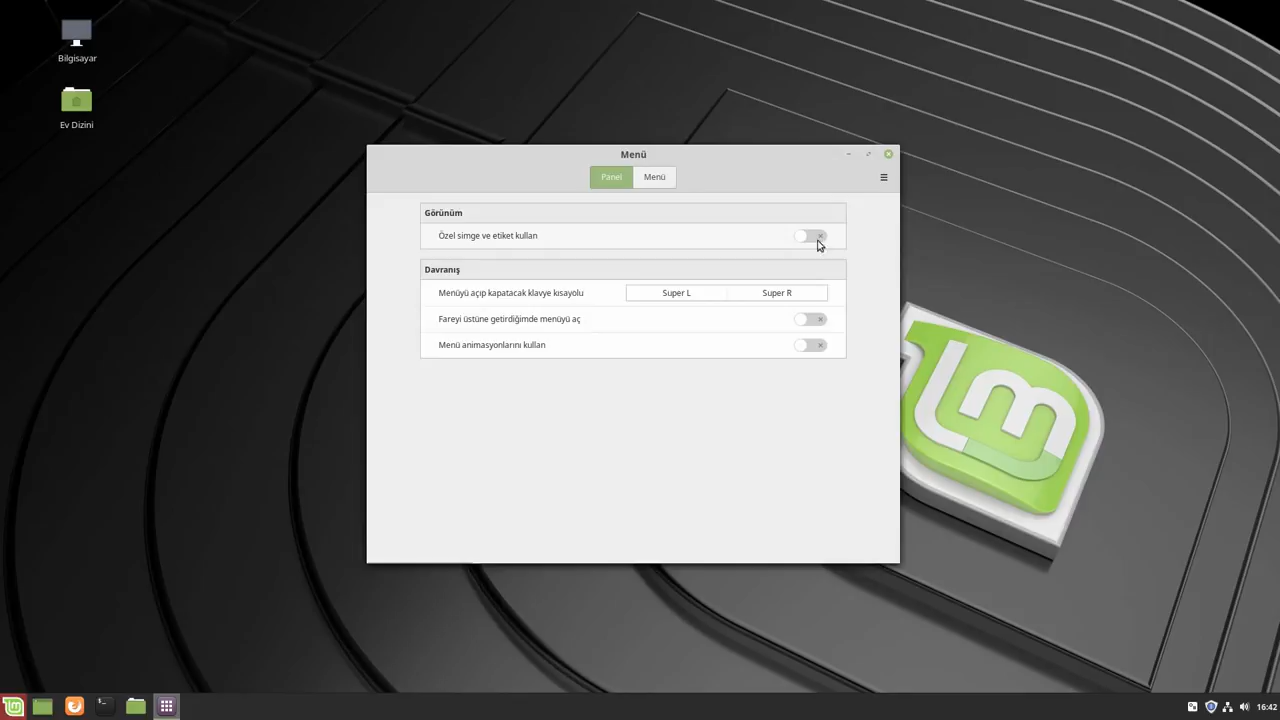 Bilgisayar
Ev Dizini
Menü
Panel
Menü
Görünüm
Özel simge ve etiket kullan
Davranış
Menüyü açıp kapatacak klavye kısayolu
Super L
Super R
Fareyi üstüne getirdiğimde menüyü aç
Menü animasyonlarını kullan
16:42